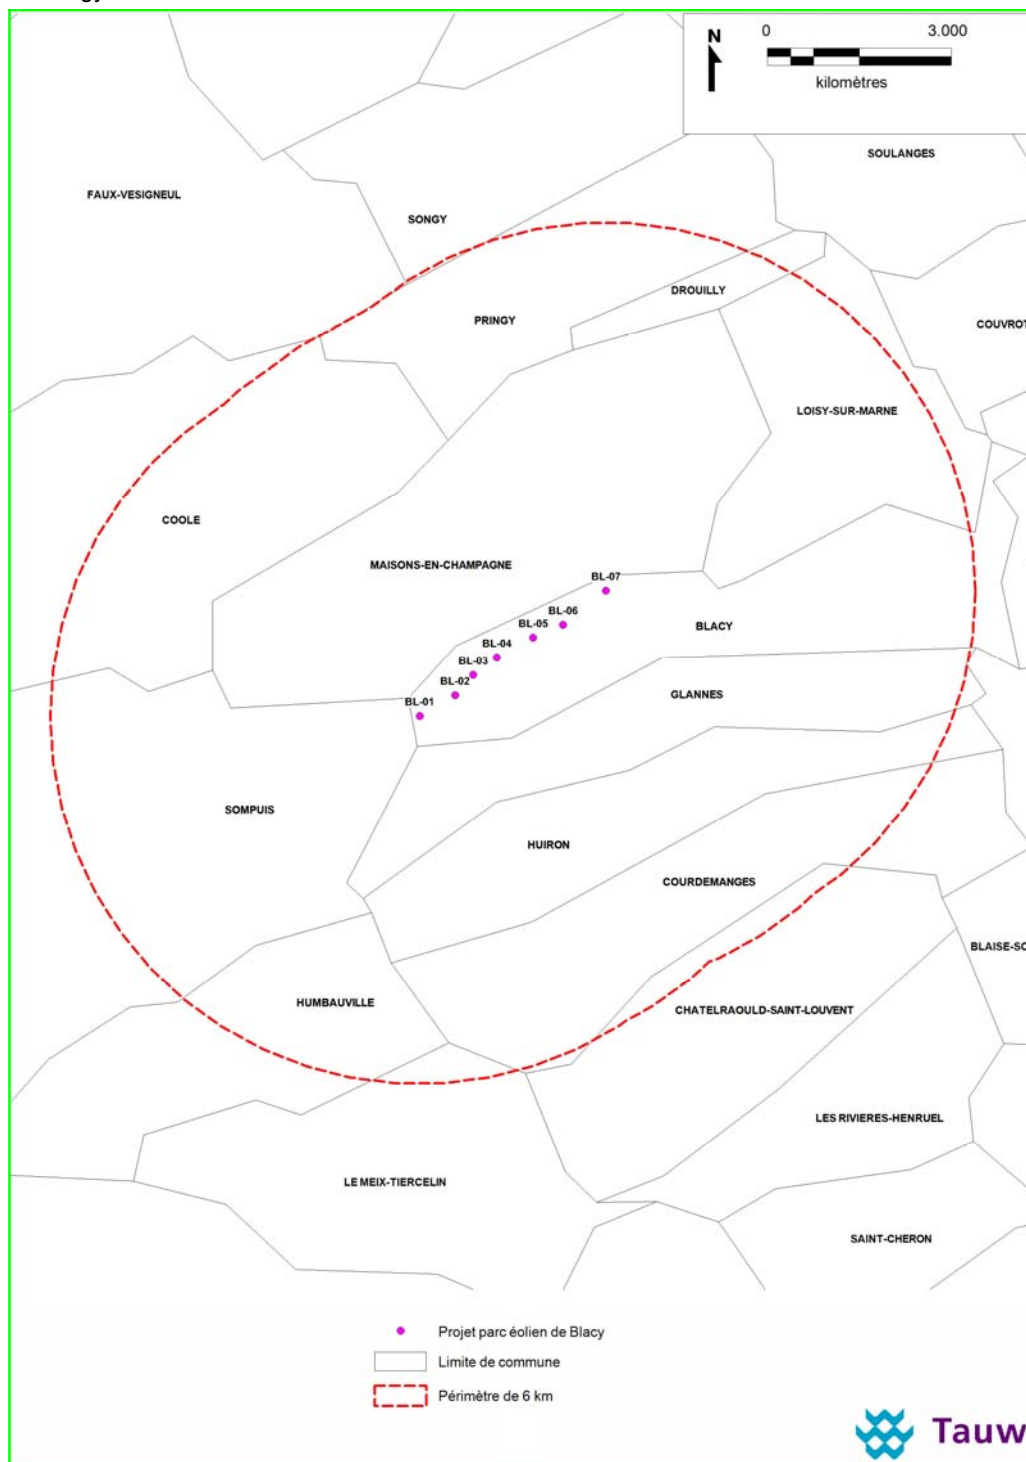 N
0 3.000
kilomètres
SOULANGES
FAUX-VESIGNEUL
SONGY
DROUILLY
PRINGY
COUVROT
LOISY-SUR-MARNE
COOLE
MAISONS-EN-CHAMPAGNE
BL-07
BL-06
BL-05
BLACY
BL-04
BL-03
BL-02
GLANNES
BL-01
SOMPUIS
HUIRON
COURDEMANGES
BLAISE-SO
HUMBAUVILLE
CHATELRAOULD-SAINT-LOUVENT
LES RIVIERES-HENRUEL
LE MEIX-TIERCELIN
SAINT-CHERON
Projet parc éolien de Blacy
Limite de commune
Périmètre de 6 km
Tauw